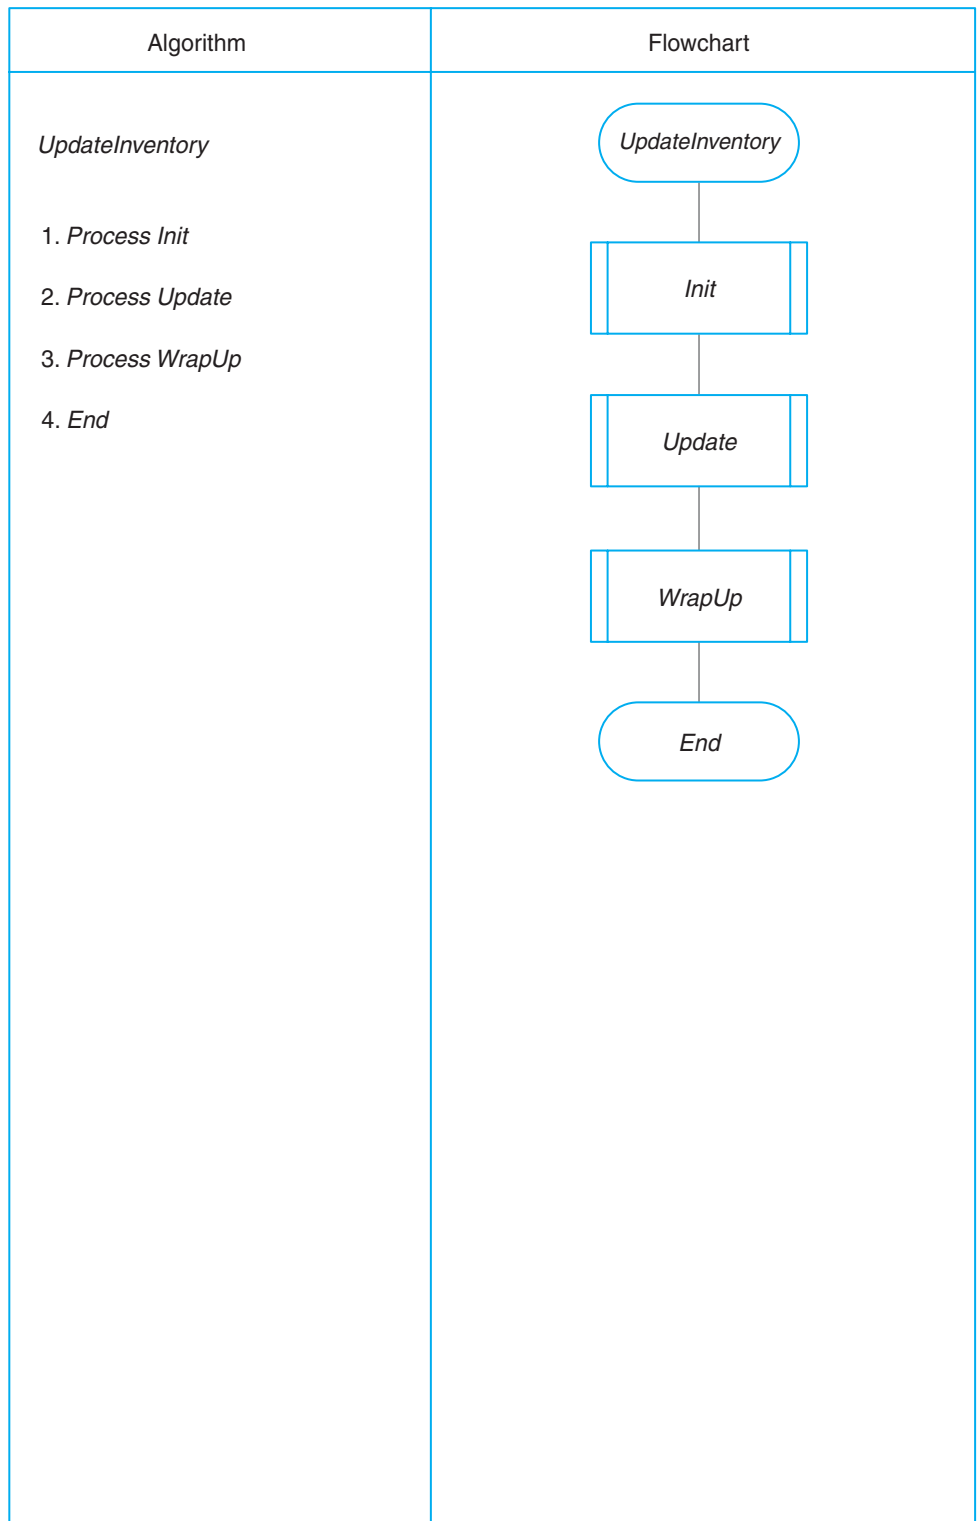 Algorithm
Flowchart
UpdateInventory
1. Process Init
2. Process Update
3. Process WrapUp
4. End
UpdateInventory
Init
Update
WrapUp
End